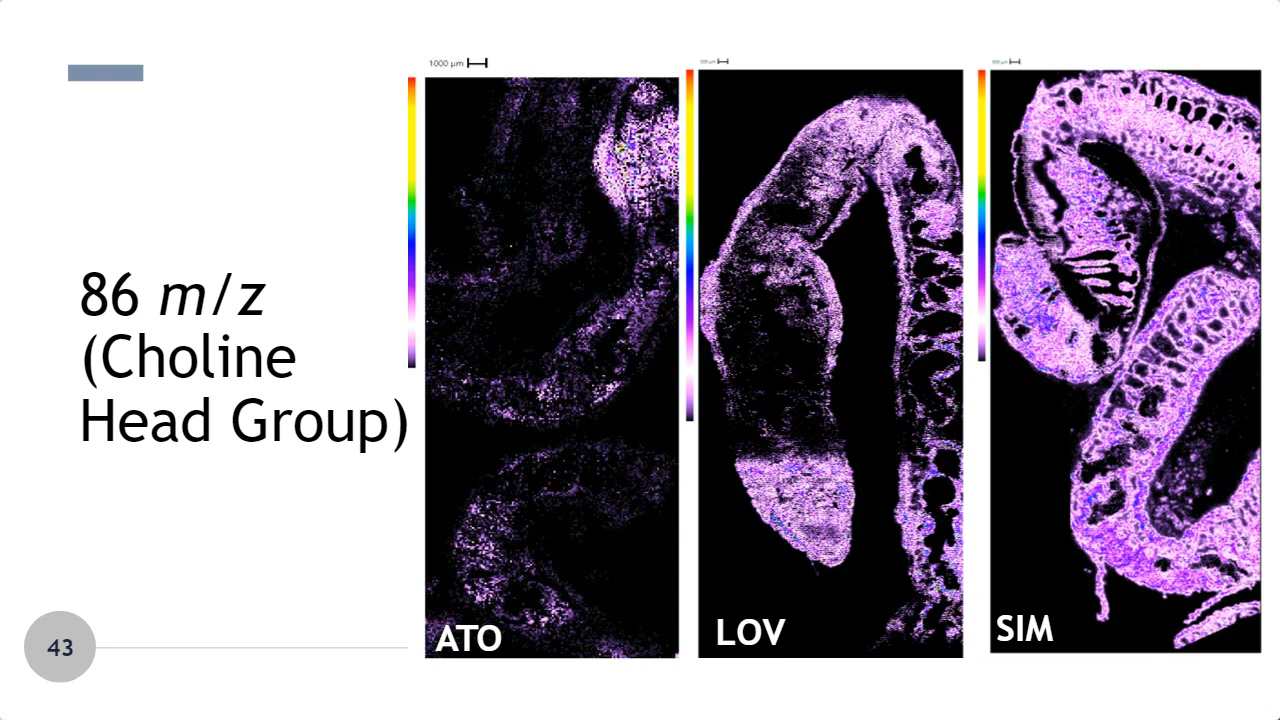 1000 µm
86 m/z
(Choline
Head Group)
ATO
LOV
SIM
43